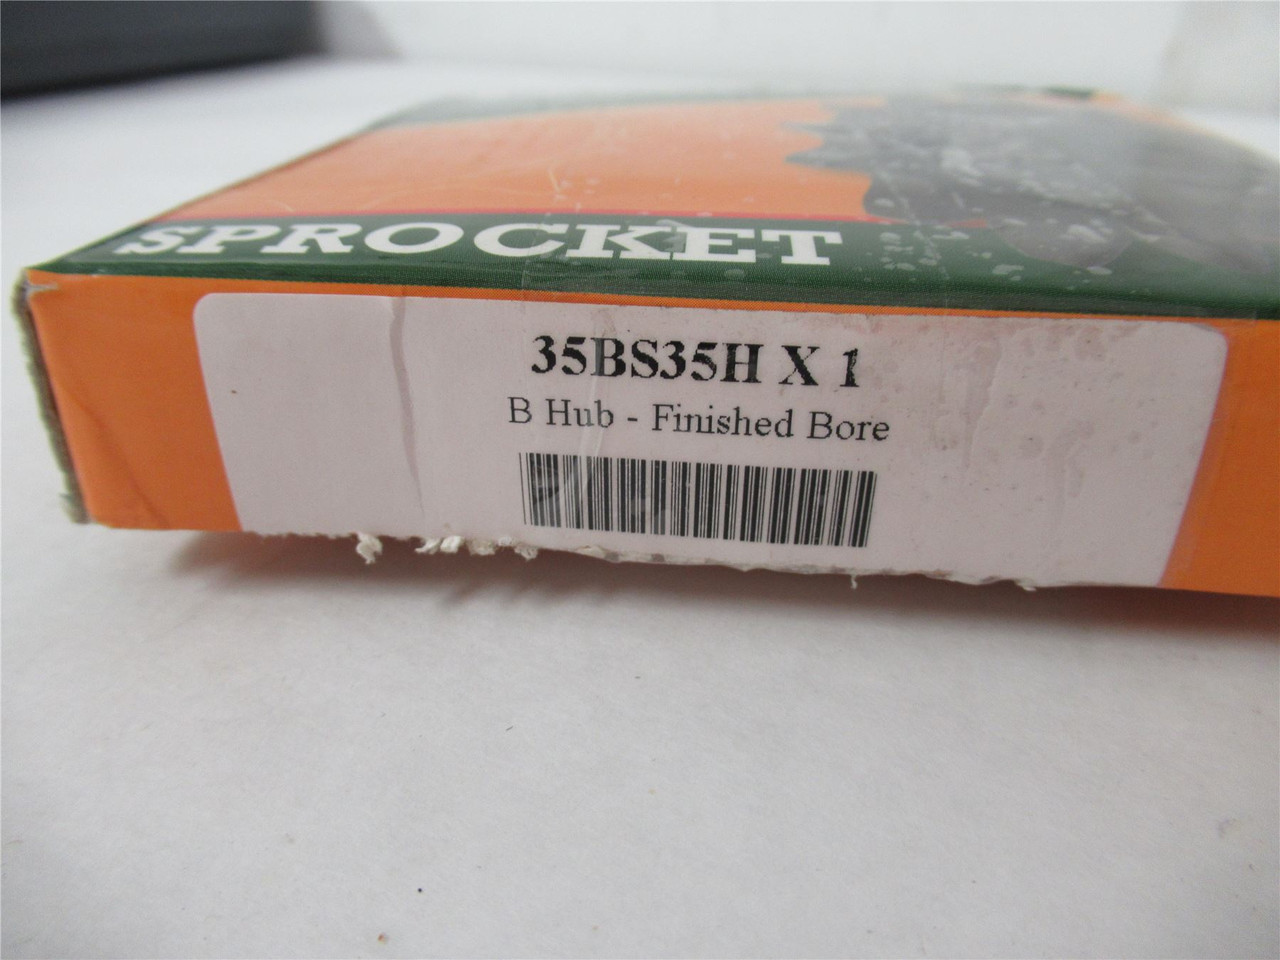 SPROCKET
35BS35H X 1
B Hub - Finished Bore